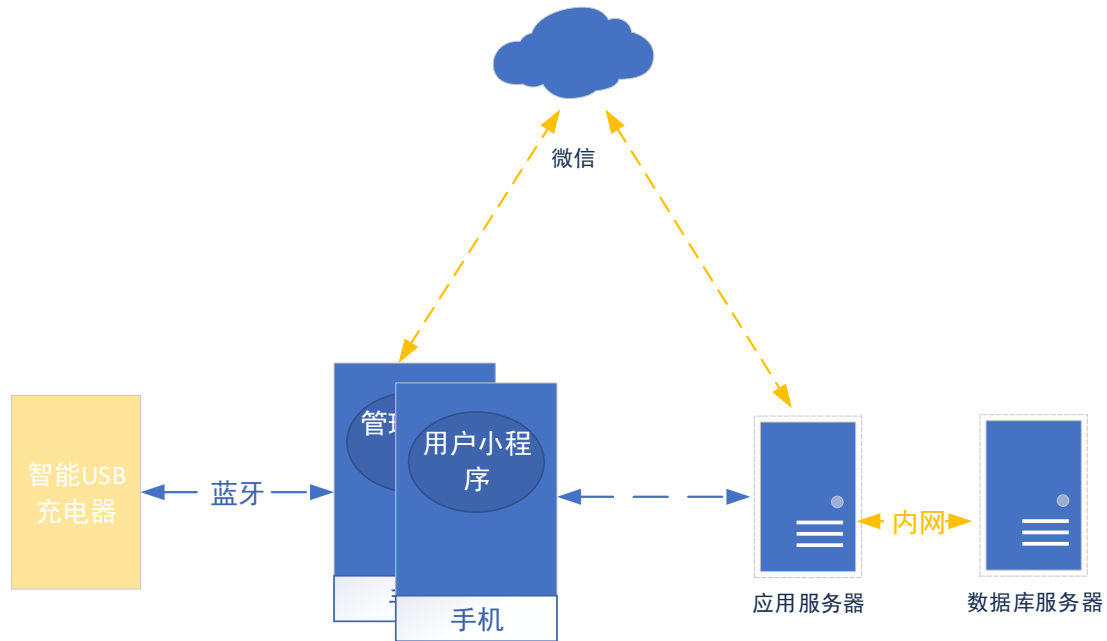 微信
管理
用户小程
序
智能USB
充电器
蓝牙
内网
手机
应用服务器
数据库服务器